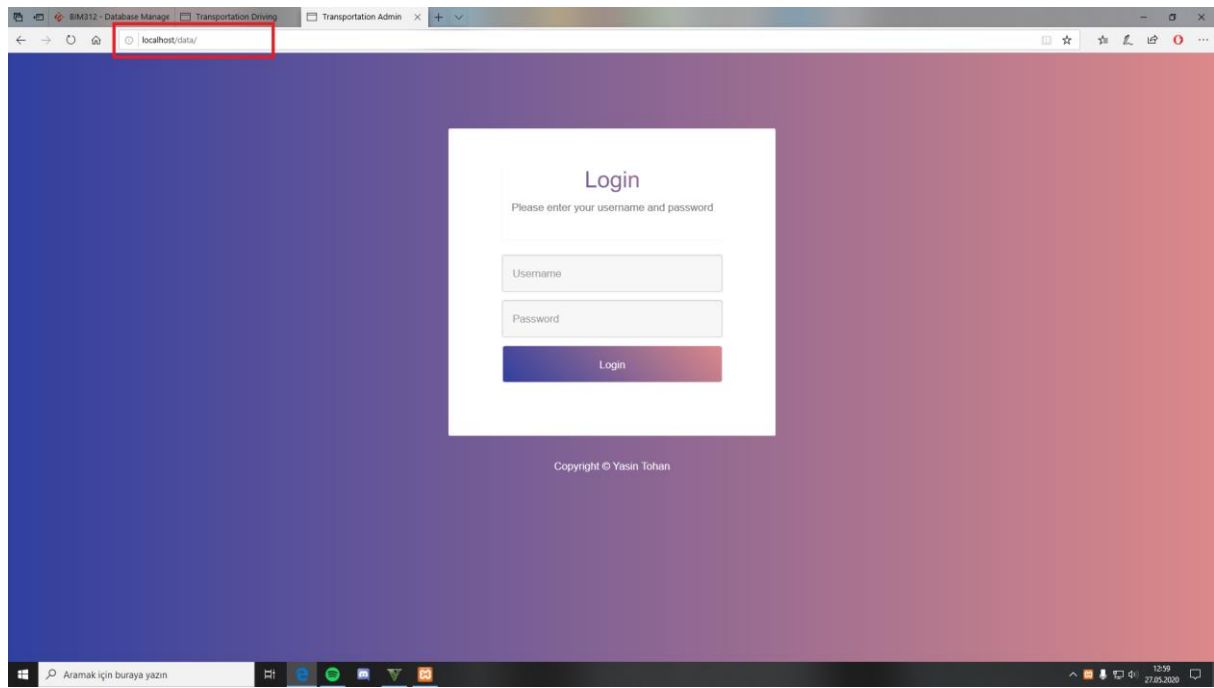 BIM312 - Database Manage
Transportation Driving
Transportation Admin
localhost/data/
Login
Please enter your username and password
Username
Password
Login
Copyright © Yasin Tohan
Aramak için buraya yazın
12:59
27.05.2020